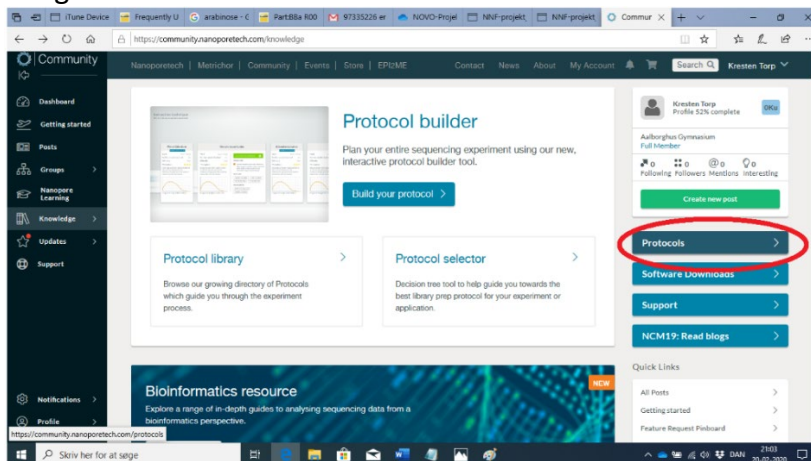 iTune Device
Frequently U
arabinose - G
Part:BBa R00
97335226 er
NOVO-Projel
NNF-projekt,
NNF-projekt,
Commur
https://community.nanoporetech.com/knowledge
Community
Nanoporetech | Metrichor | Community | Events | Store | EPI2ME
Contact News About My Account
Search
Kresten Torp
Dashboard
Getting started
Posts
Groups
Nanopore
Learning
Knowledge
Updates
Support
Notifications
Profile
Protocol builder
Plan your entire sequencing experiment using our new,
interactive protocol builder tool.
Build your protocol
Protocol library
Browse our growing directory of Protocols
which guide you through the experiment
process.
Protocol selector
Decision tree tool to help guide you towards the
best library prep protocol for your experiment or
application.
NEW
Bioinformatics resource
Explore a range of in-depth guides to analysing sequencing data from a
bioinformatics perspective.
Kresten Torp
Profile 52% complete
Aalborghus Gymnasium
Full Member
0 0 0 0
Following Followers Mentions Interesting
Create new post
Protocols
Software Downloads
Support
NCM19: Read blogs
Quick Links
All Posts
Getting started
Feature Request Pinboard
https://community.nanoporetech.com/protocols
Skriv her for at søge
DAN
21:03
20-02-2020